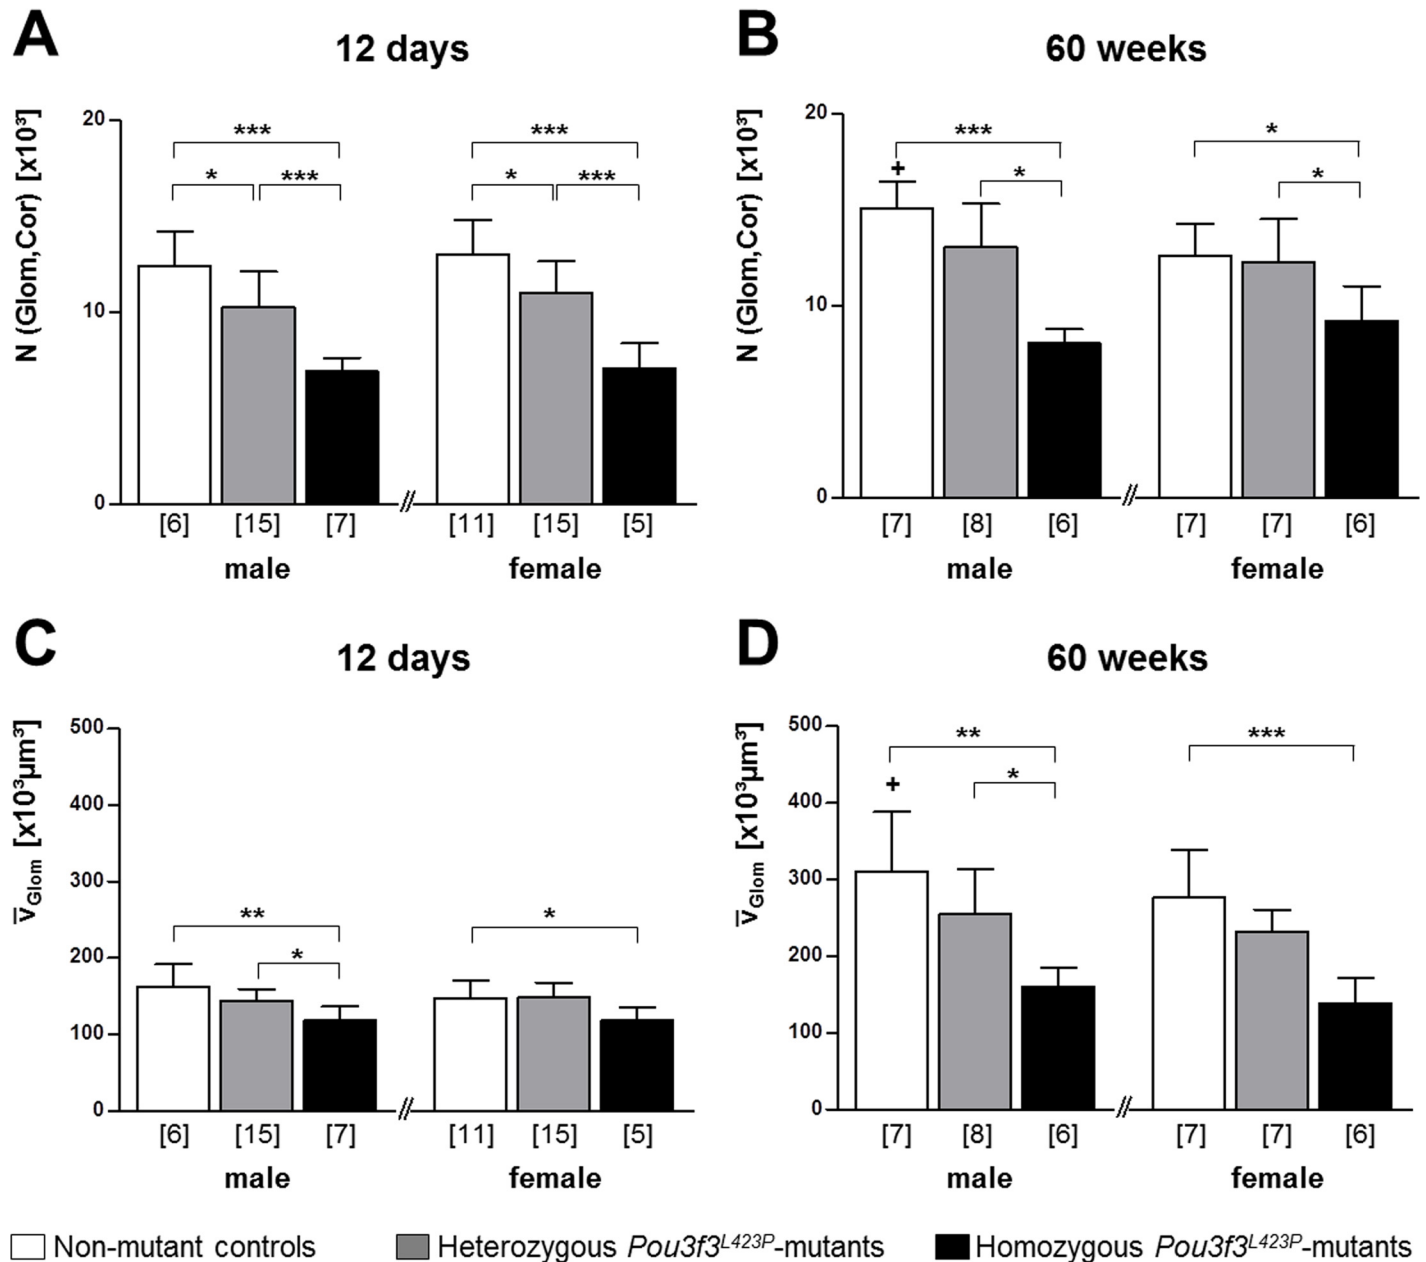 A
12 days
N (Glom,Cor) [x10³]
20
10
0
***
*
***
***
*
***
[6] [15] [7] [11] [15] [5]
male female
B
60 weeks
N (Glom,Cor) [x10³]
20
10
0
+
***
*
*
*
[7] [8] [6] [7] [7] [6]
male female
C
12 days
v̅Glom [x10³µm³]
500
400
300
200
100
0
**
*
*
[6] [15] [7] [11] [15] [5]
male female
D
60 weeks
v̅Glom [x10³µm³]
500
400
300
200
100
0
+
**
*
***
[7] [8] [6] [7] [7] [6]
male female
Non-mutant controls
Heterozygous Pou3f3L423P-mutants
Homozygous Pou3f3L423P-mutants